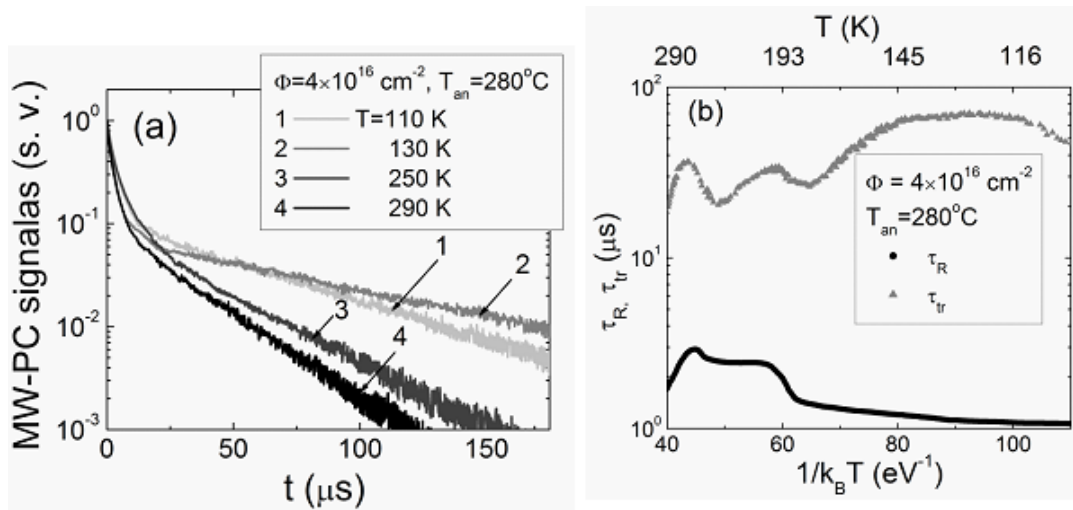 (a)
Φ=4×10¹⁶ cm⁻², Tₐₙ=280°C
1 T=110 K
2 130 K
3 250 K
4 290 K
1
2
3
4
MW-PC signalas (s. v.)
10⁰
10⁻¹
10⁻²
10⁻³
0 50 100 150
t (μs)
T (K)
290 193 145 116
(b)
Φ = 4×10¹⁶ cm⁻²
Tₐₙ=280°C
τ_R
τ_tr
τ_R, τ_tr (μs)
10²
10¹
10⁰
40 60 80 100
1/k_BT (eV⁻¹)